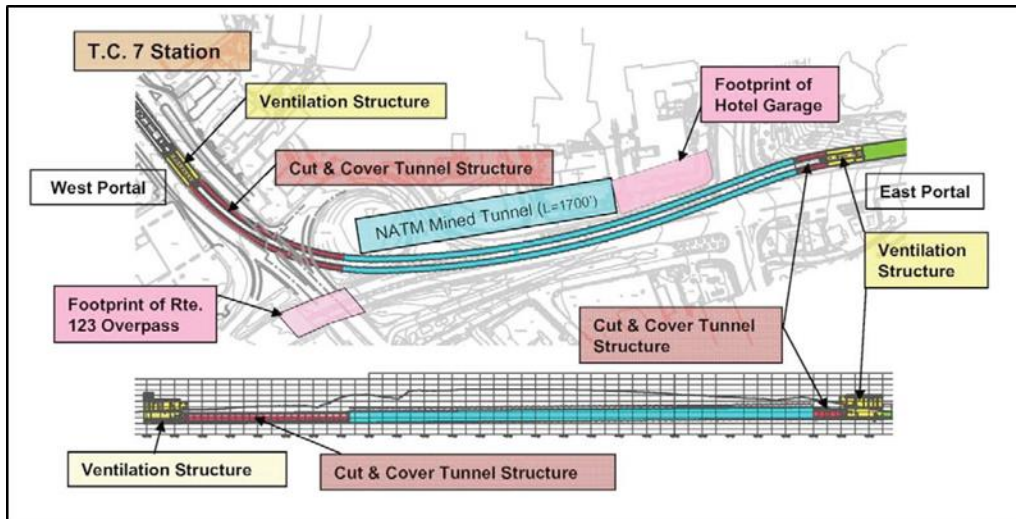 T.C. 7 Station
Ventilation Structure
Footprint of
Hotel Garage
Cut & Cover Tunnel Structure
West Portal
East Portal
NATM Mined Tunnel (L=1700')
Ventilation
Structure
Footprint of Rte.
123 Overpass
Cut & Cover Tunnel
Structure
Ventilation Structure
Cut & Cover Tunnel Structure